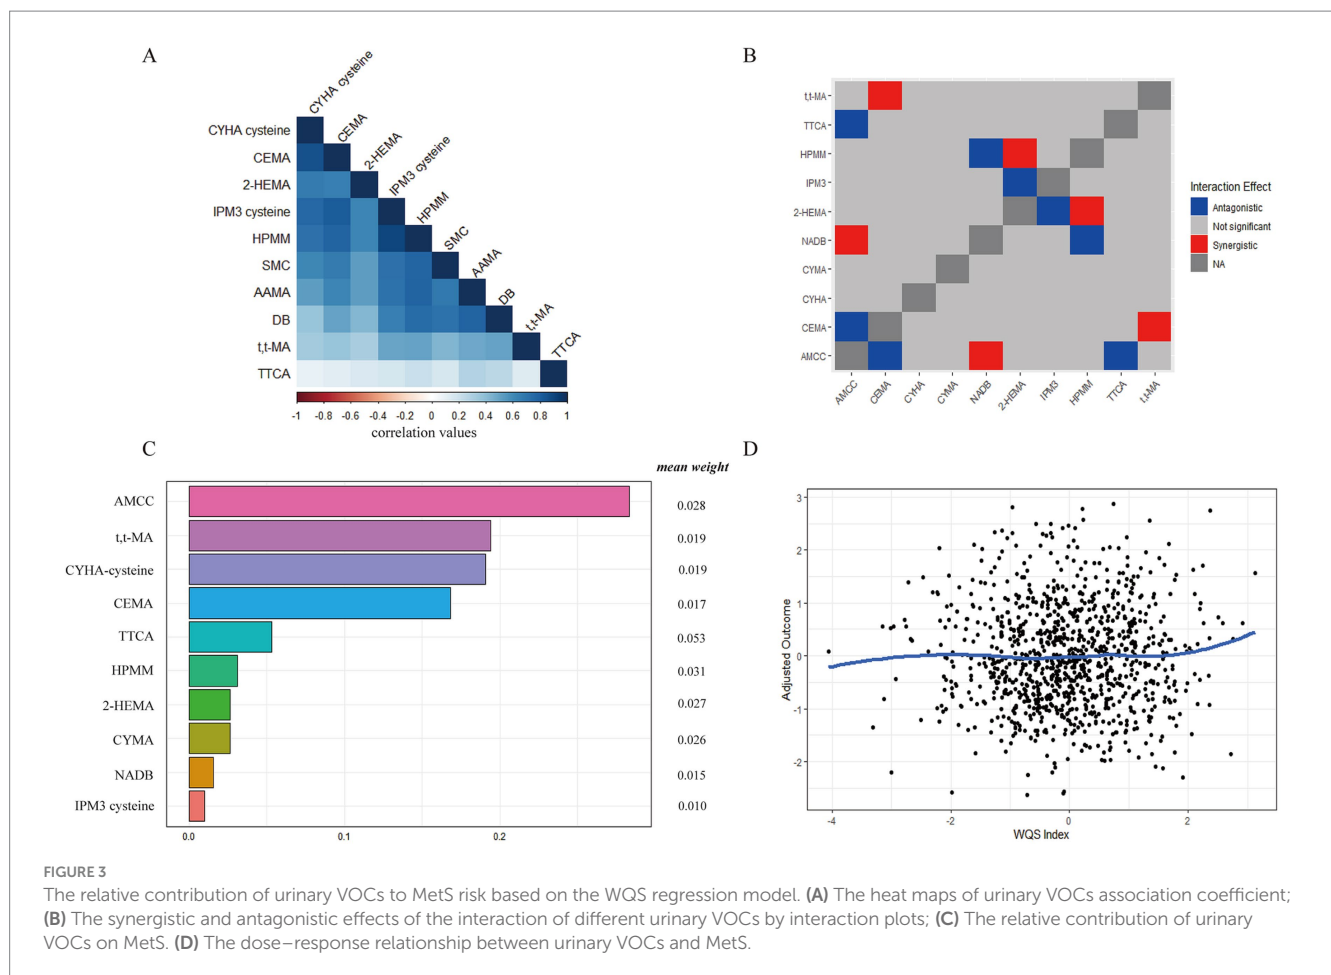 A
CYHA cysteine
CEMA
2-HEMA
IPM3 cysteine
HPMM
SMC
AAMA
DB
t,t-MA
TTCA
CYHA cysteine
CEMA
2-HEMA
IPM3 cysteine
HPMM
SMC
AAMA
DB
t,t-MA
TTCA
-1 -0.8 -0.6 -0.4 -0.2 0 0.2 0.4 0.6 0.8 1
correlation values
B
t,t-MA
TTCA
HPMM
IPM3
2-HEMA
NADB
CYMA
CYHA
CEMA
AMCC
AMCC CEMA CYHA CYMA NADB 2-HEMA IPM3 HPMM TTCA t,t-MA
Interaction Effect
Antagonistic
Not significant
Synergistic
NA
C
mean weight
AMCC 0.028
t,t-MA 0.019
CYHA-cysteine 0.019
CEMA 0.017
TTCA 0.053
HPMM 0.031
2-HEMA 0.027
CYMA 0.026
NADB 0.015
IPM3 cysteine 0.010
0.0 0.1 0.2
D
Adjusted Outcome
3
2
1
0
-1
-2
-4 -2 0 2
WQS Index
FIGURE 3
The relative contribution of urinary VOCs to MetS risk based on the WQS regression model. (A) The heat maps of urinary VOCs association coefficient;
(B) The synergistic and antagonistic effects of the interaction of different urinary VOCs by interaction plots; (C) The relative contribution of urinary
VOCs on MetS. (D) The dose–response relationship between urinary VOCs and MetS.